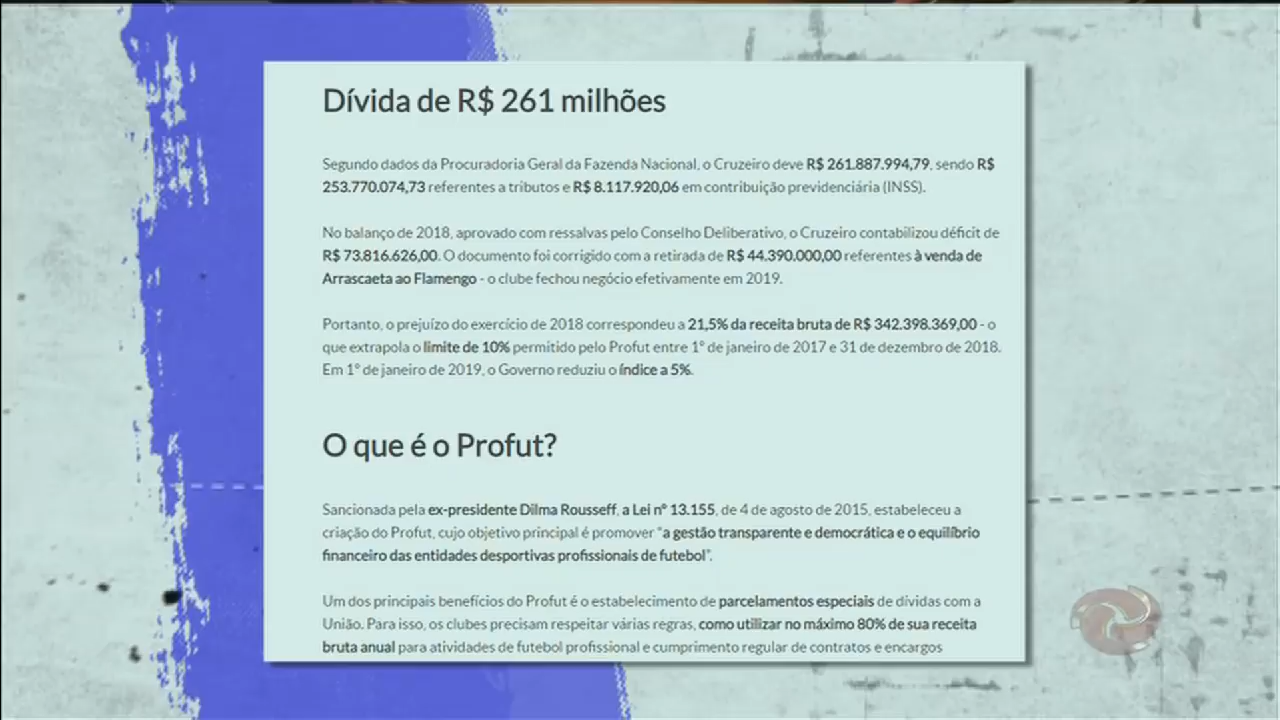 Dívida de R$ 261 milhões
Segundo dados da Procuradoria Geral da Fazenda Nacional, o Cruzeiro deve R$ 261.887.994,79, sendo R$
253.770.074,73 referentes a tributos e R$ 8.117.920,06 em contribuição previdenciária (INSS).
No balanço de 2018, aprovado com ressalvas pelo Conselho Deliberativo, o Cruzeiro contabilizou déficit de
R$ 73.816.626,00. O documento foi corrigido com a retirada de R$ 44.390.000,00 referentes à venda de
Arrascaeta ao Flamengo - o clube fechou negócio efetivamente em 2019.
Portanto, o prejuízo do exercício de 2018 correspondeu a 21,5% da receita bruta de R$ 342.398.369,00 - o
que extrapola o limite de 10% permitido pelo Profut entre 1º de janeiro de 2017 e 31 de dezembro de 2018.
Em 1º de janeiro de 2019, o Governo reduziu o índice a 5%.
O que é o Profut?
Sancionada pela ex-presidente Dilma Rousseff, a Lei nº 13.155, de 4 de agosto de 2015, estabeleceu a
criação do Profut, cujo objetivo principal é promover "a gestão transparente e democrática e o equilíbrio
financeiro das entidades desportivas profissionais de futebol".
Um dos principais benefícios do Profut é o estabelecimento de parcelamentos especiais de dívidas com a
União. Para isso, os clubes precisam respeitar várias regras, como utilizar no máximo 80% de sua receita
bruta anual para atividades de futebol profissional e cumprimento regular de contratos e encargos